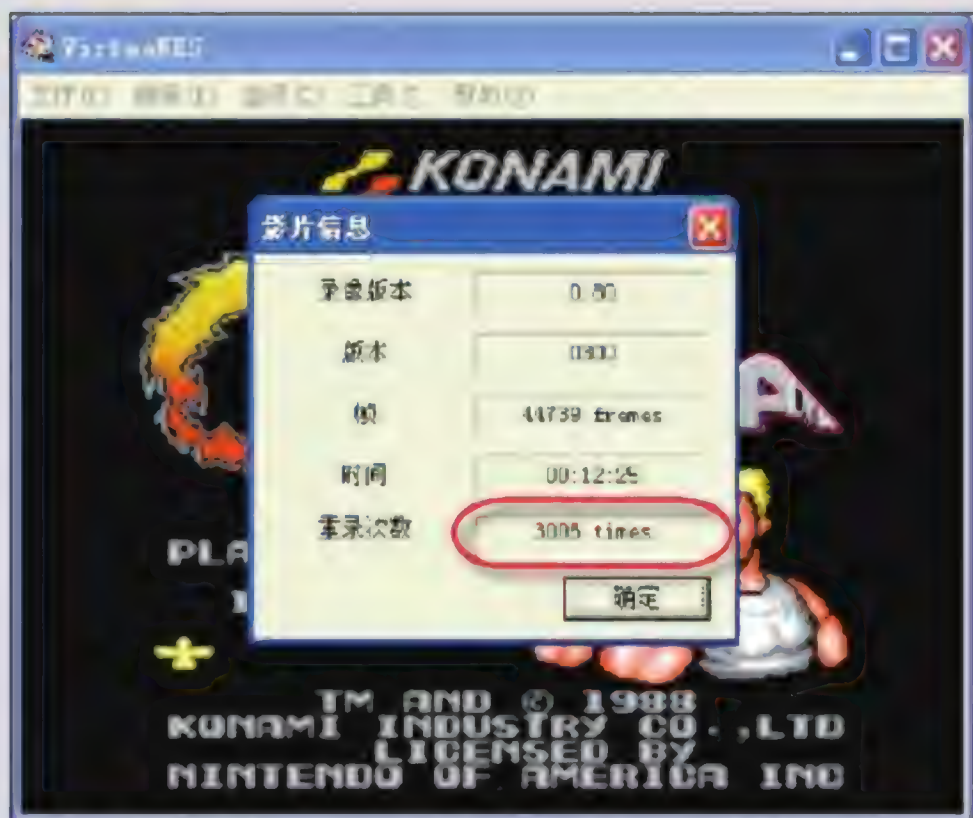 VirtuaNES
KONAMI
影片信息
录像版本 0.80
版本
帧 44739 frames
时间 00:12:25
重录次数 3005 times
确定
PLA
TM AND © 1988
KONAMI INDUSTRY CO.,LTD
LICENSED BY
NINTENDO OF AMERICA INC